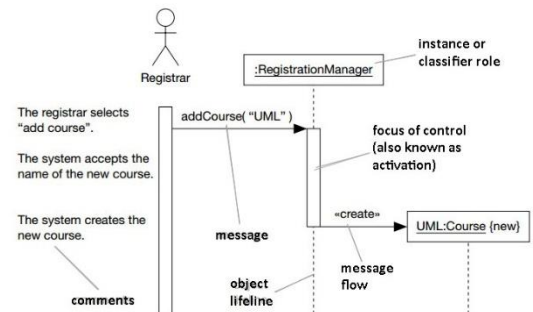 instance or
classifier role
Registrar
:RegistrationManager
The registrar selects
“add course”.
addCourse( “UML” )
focus of control
(also known as
activation)
The system accepts the
name of the new course.
The system creates the
new course.
«create»
UML:Course {new}
message
message
flow
object
lifeline
comments